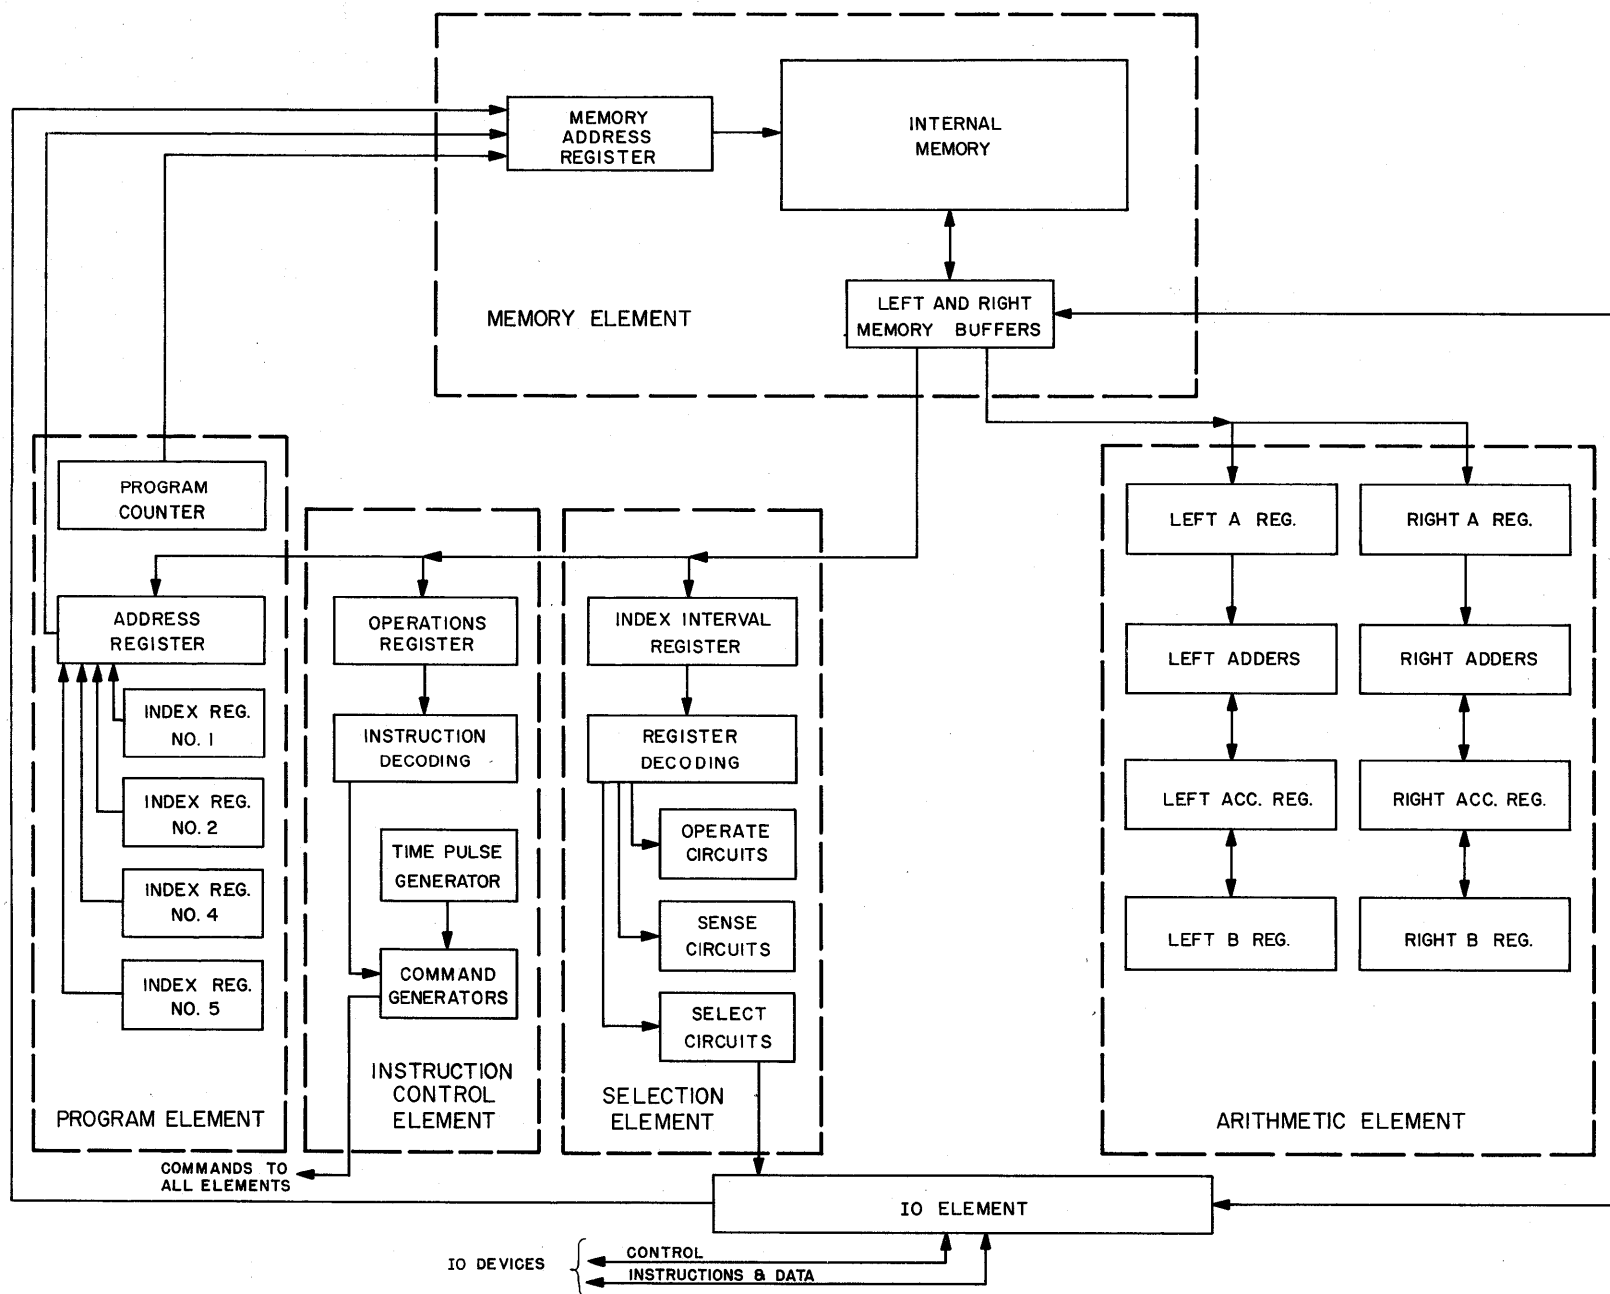 MEMORY
ADDRESS
REGISTER
INTERNAL
MEMORY
LEFT AND RIGHT
MEMORY BUFFERS
MEMORY ELEMENT
PROGRAM
COUNTER
ADDRESS
REGISTER
INDEX REG.
NO. 1
INDEX REG.
NO. 2
INDEX REG.
NO. 4
INDEX REG.
NO. 5
PROGRAM ELEMENT
OPERATIONS
REGISTER
INSTRUCTION
DECODING
TIME PULSE
GENERATOR
COMMAND
GENERATORS
INSTRUCTION
CONTROL
ELEMENT
COMMANDS TO
ALL ELEMENTS
INDEX INTERVAL
REGISTER
REGISTER
DECODING
OPERATE
CIRCUITS
SENSE
CIRCUITS
SELECT
CIRCUITS
SELECTION
ELEMENT
LEFT A REG.
RIGHT A REG.
LEFT ADDERS
RIGHT ADDERS
LEFT ACC. REG.
RIGHT ACC. REG.
LEFT B REG.
RIGHT B REG.
ARITHMETIC ELEMENT
IO ELEMENT
IO DEVICES
CONTROL
INSTRUCTIONS & DATA